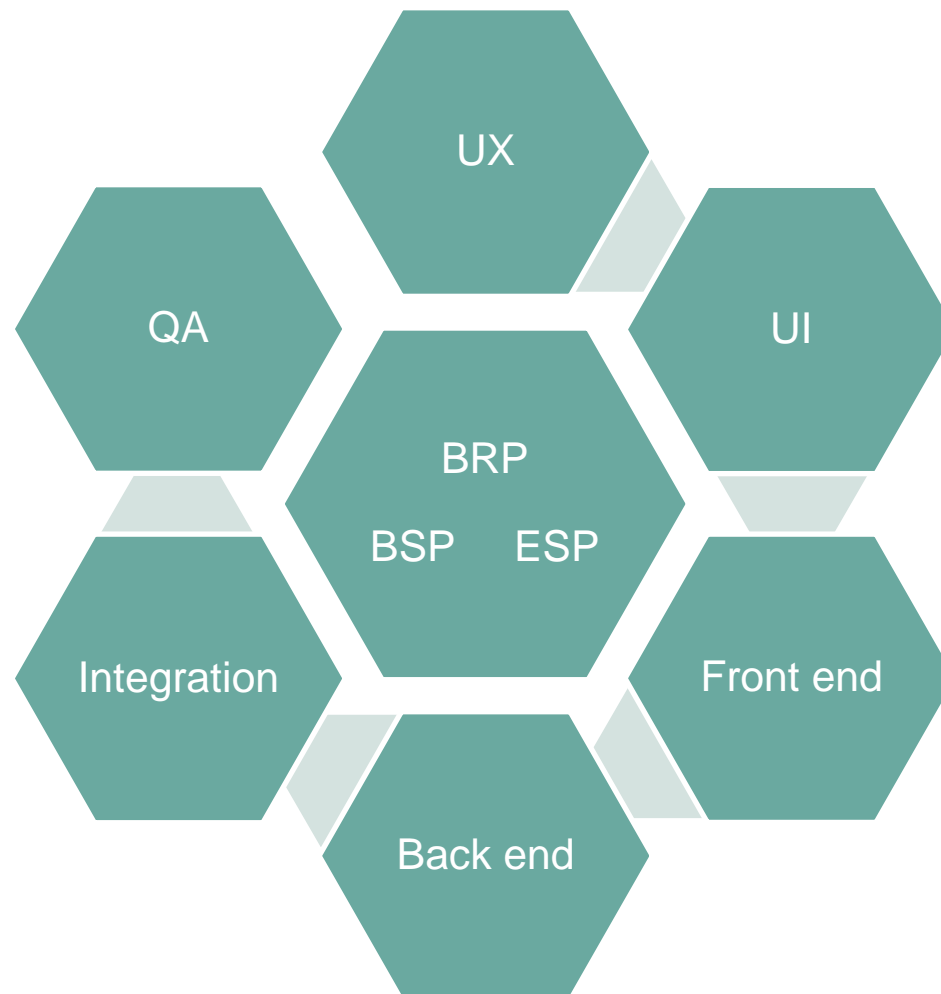 UX
QA
UI
BRP
BSP ESP
Integration
Front end
Back end